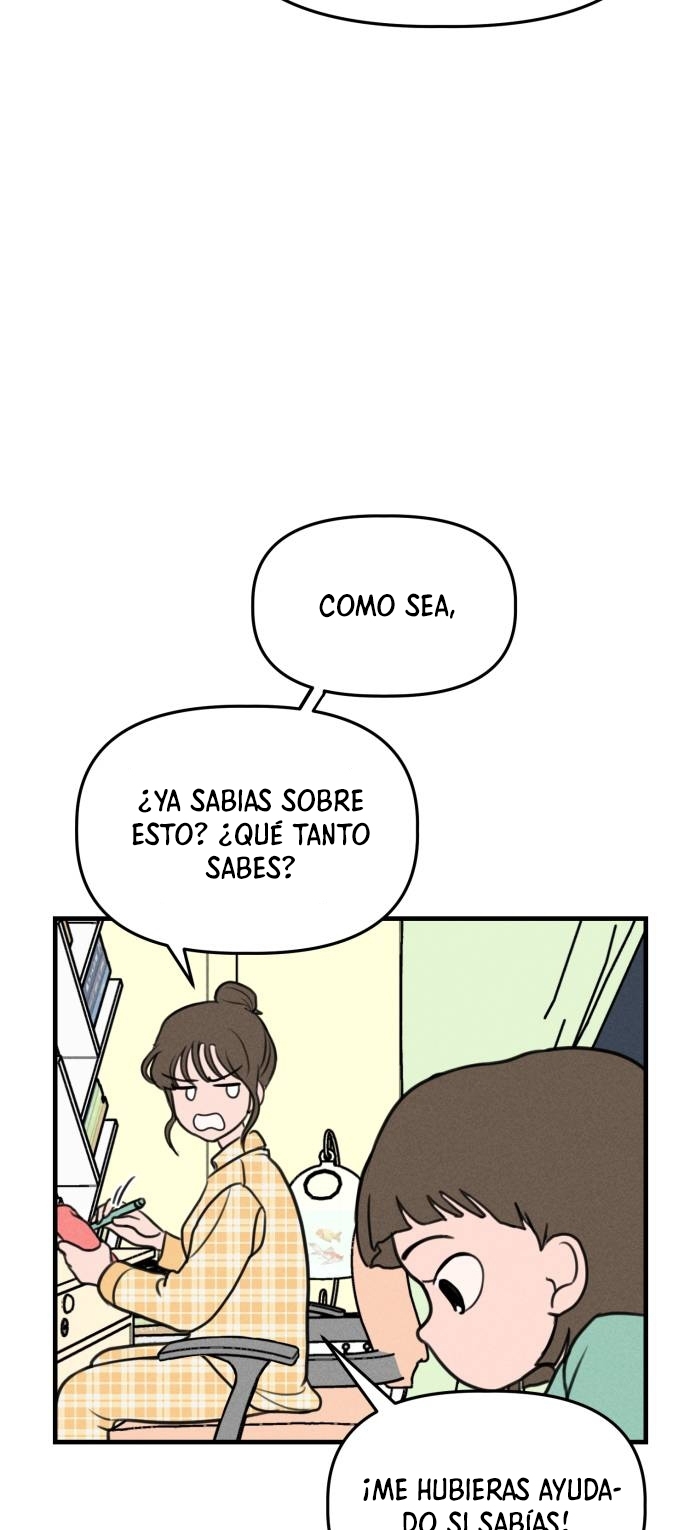 COMO SEA,
¿YA SABIAS SOBRE
ESTO? ¿QUÉ TANTO
SABES?
¡ME HUBIERAS AYUDA-
DO SI SABÍAS!